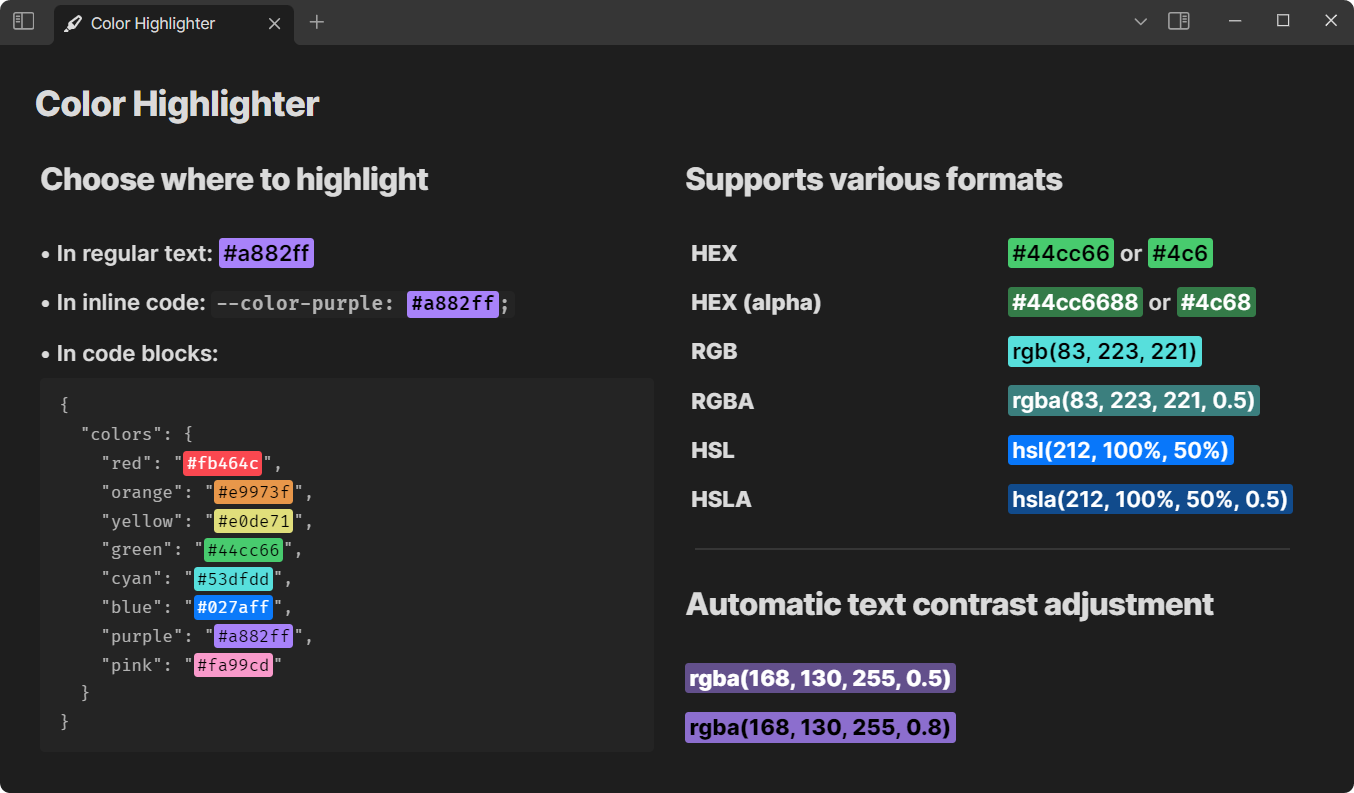 Color Highlighter
Color Highlighter
Choose where to highlight
• In regular text: #a882ff
• In inline code: --color-purple: #a882ff;
• In code blocks:
{
"colors": {
"red": "#fb464c",
"orange": "#e9973f",
"yellow": "#e0de71",
"green": "#44cc66",
"cyan": "#53dfdd",
"blue": "#027aff",
"purple": "#a882ff",
"pink": "#fa99cd"
}
}
Supports various formats
HEX #44cc66 or #4c6
HEX (alpha) #44cc6688 or #4c68
RGB rgb(83, 223, 221)
RGBA rgba(83, 223, 221, 0.5)
HSL hsl(212, 100%, 50%)
HSLA hsla(212, 100%, 50%, 0.5)
Automatic text contrast adjustment
rgba(168, 130, 255, 0.5)
rgba(168, 130, 255, 0.8)